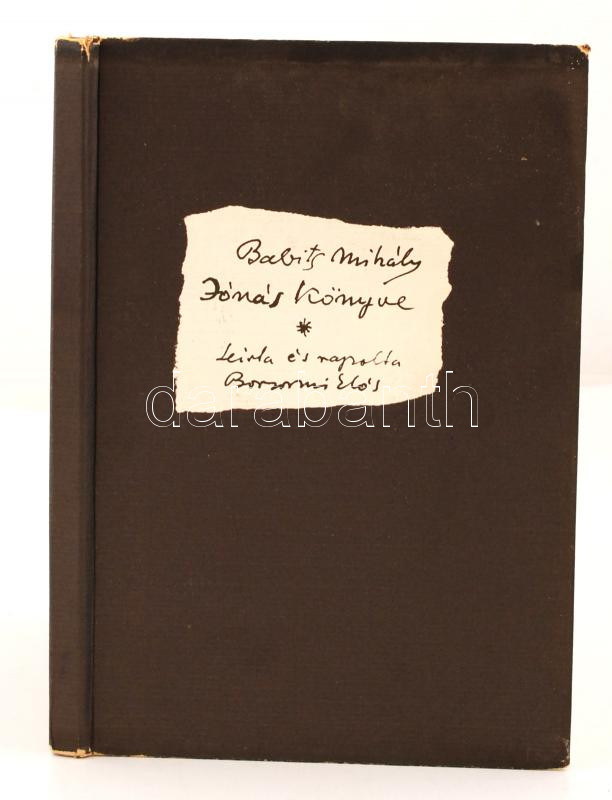 Babits Mihály
Jónás Könyve
*
Leírta és rajzolta
Borsos Miklós
darabanth